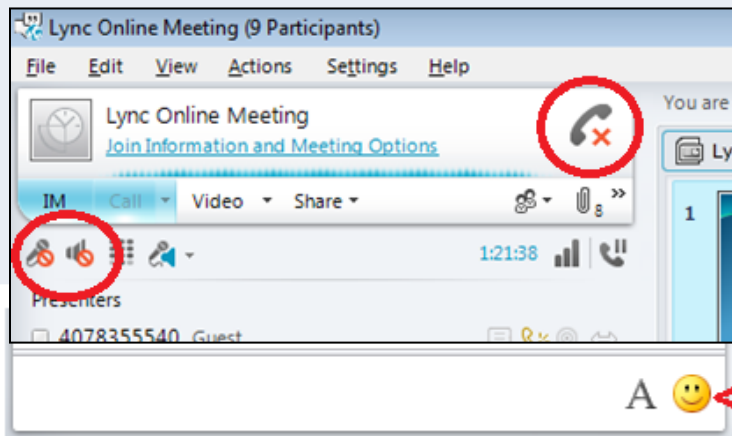 Lync Online Meeting (9 Participants)
File Edit View Actions Settings Help
Lync Online Meeting
Join Information and Meeting Options
You are
Ly
IM Call Video Share 8 »
1
1:21:38
Presenters
4078355540 Guest
A